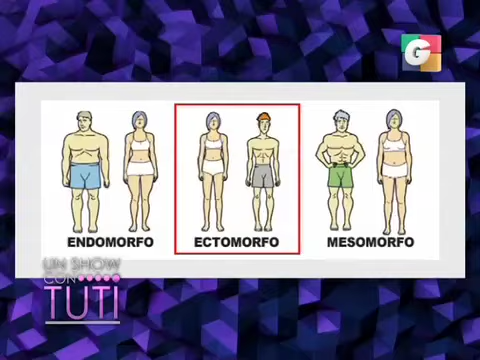 G
ENDOMORFO ECTOMORFO MESOMORFO
UN SHOW
CON
TUTI